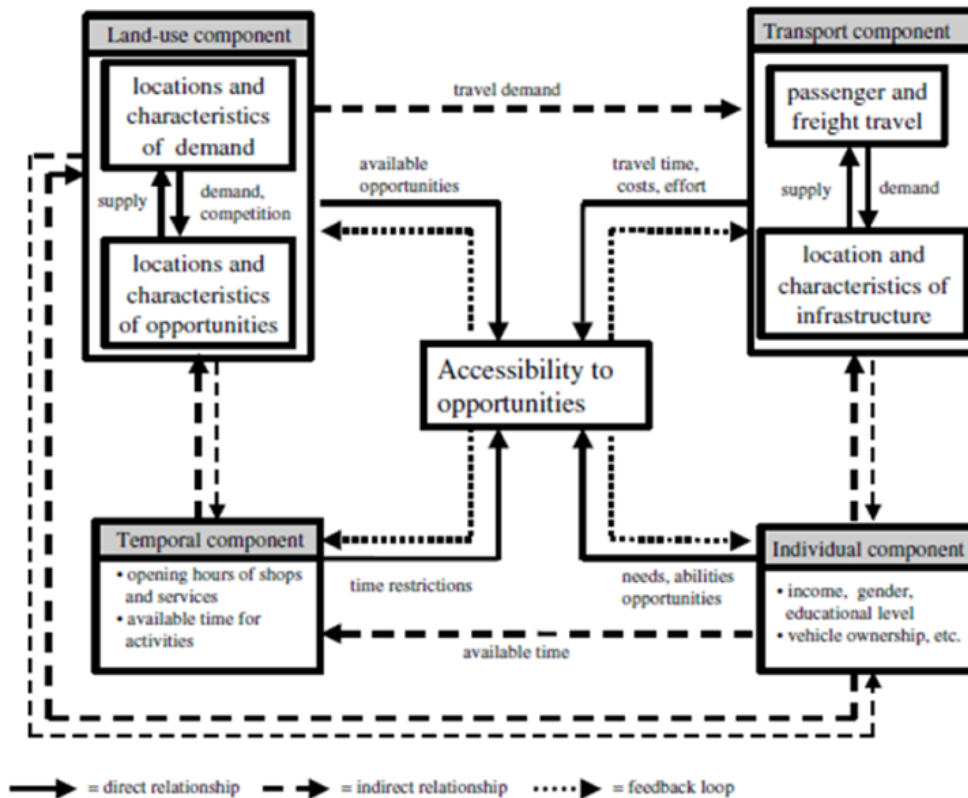 Land-use component
locations and
characteristics
of demand
supply
demand,
competition
locations and
characteristics
of opportunities
travel demand
available
opportunities
travel time,
costs, effort
Transport component
passenger and
freight travel
supply
demand
location and
characteristics of
infrastructure
Accessibility to
opportunities
Temporal component
• opening hours of shops
and services
• available time for
activities
time restrictions
needs, abilities
opportunities
available time
Individual component
• income, gender,
educational level
• vehicle ownership, etc.
= direct relationship
= indirect relationship
= feedback loop